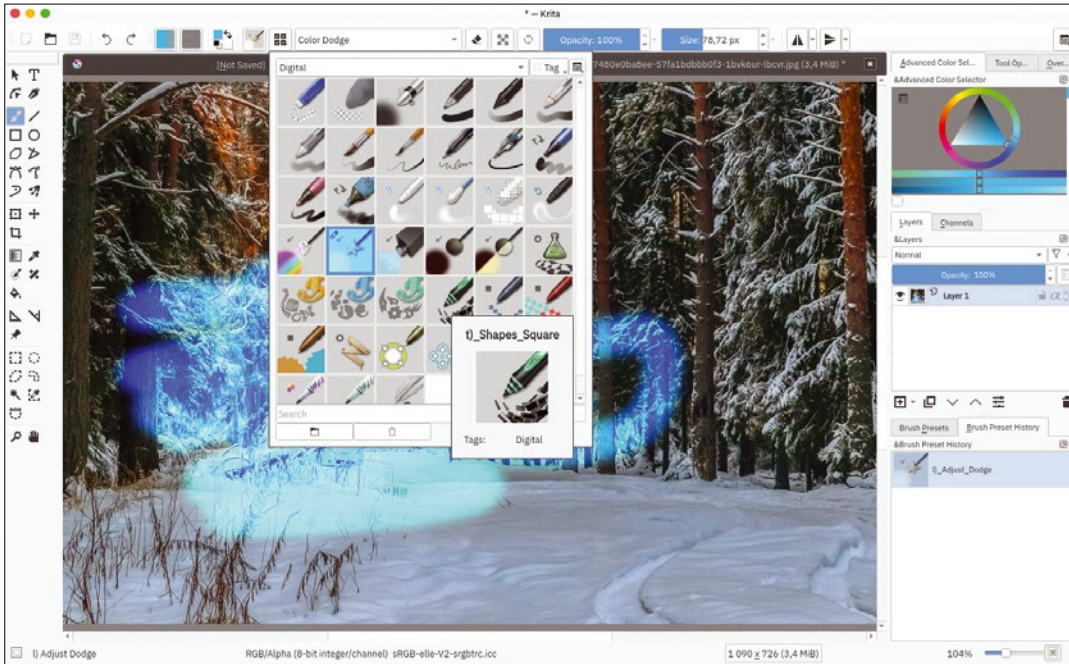 * — Krita
Color Dodge
Opacity: 100%
Size: 78,72 px
[Not Saved]
7480e0ba8ee-57fa1bdbbb0f3-1bvk6ur-lbcvr.jpg (3,4 MiB) *
Digital
Tag
Advanced Color Sel...
Tool Op...
Over...
&Advanced Color Selector
Layers
Channels
&Layers
Normal
Opacity: 100%
Layer 1
t)_Shapes_Square
Tags: Digital
Search
Brush Presets
Brush Preset History
&Brush Preset History
l)_Adjust_Dodge
l) Adjust Dodge
RGB/Alpha (8-bit integer/channel) sRGB-elle-V2-srgbtrc.icc
1 090 x 726 (3,4 MiB)
104%